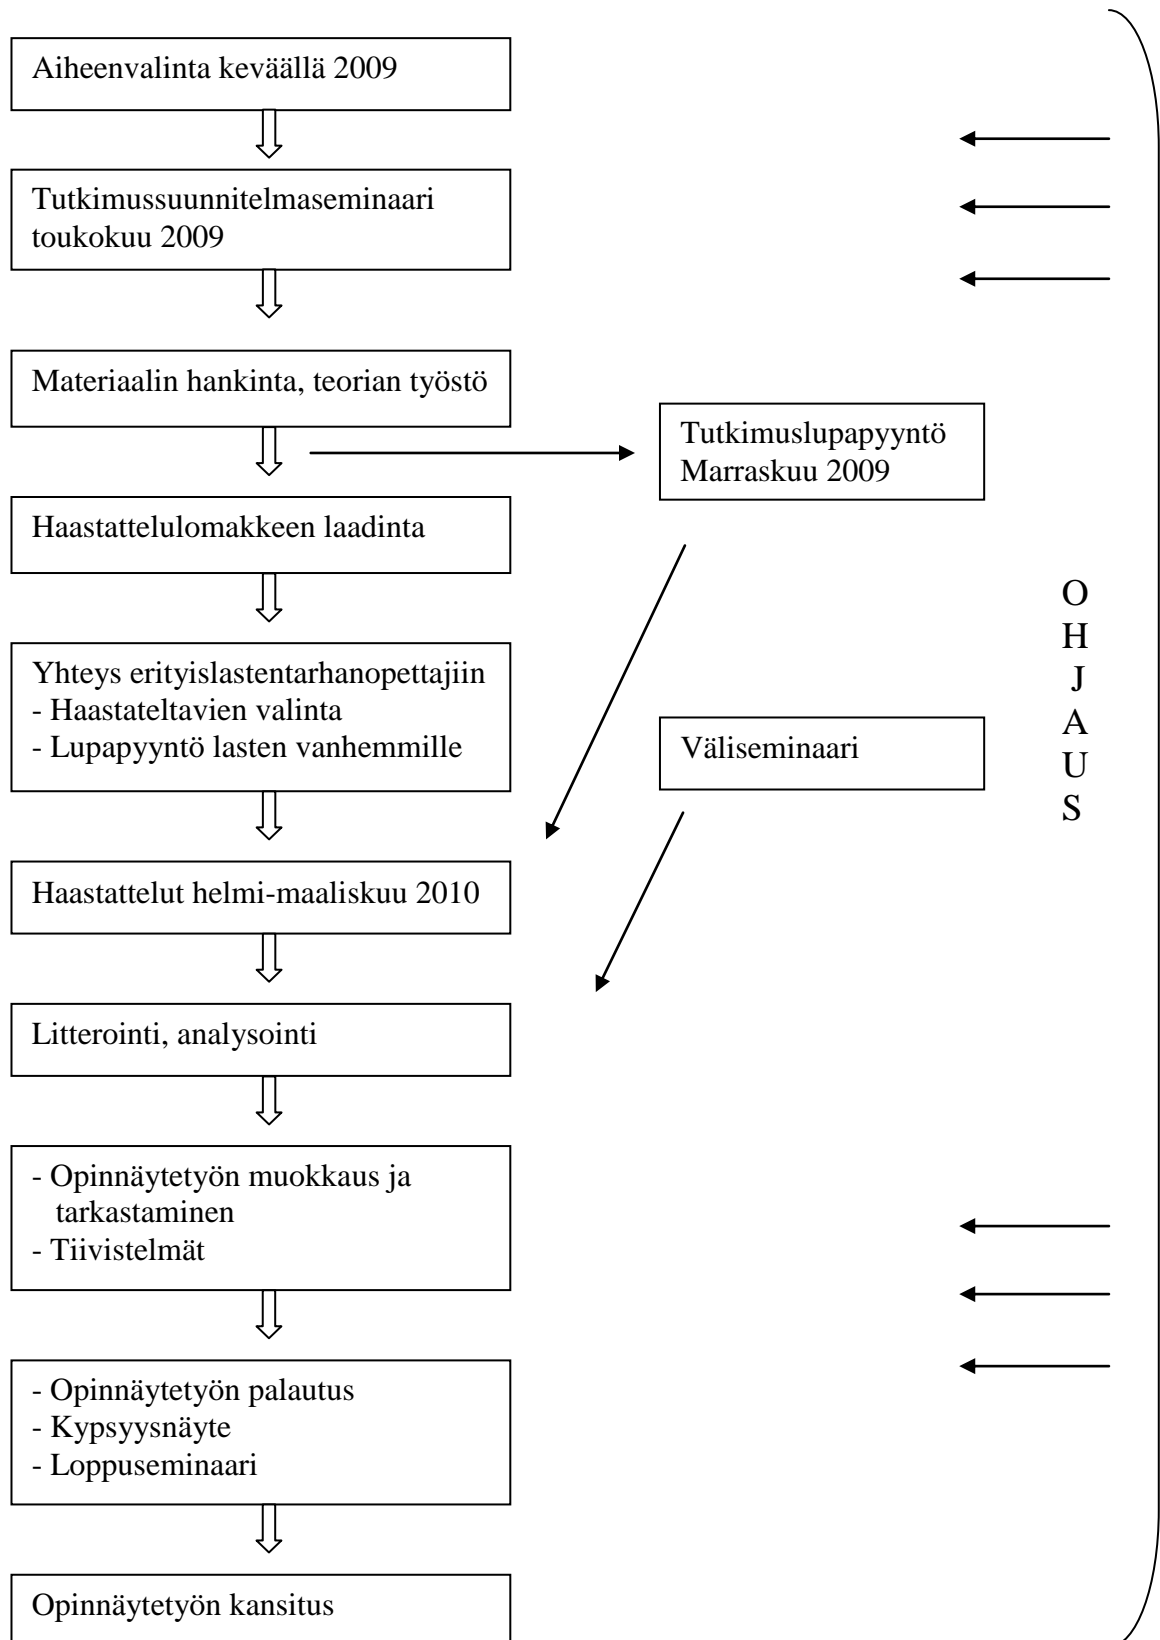 Aiheenvalinta keväällä 2009
Tutkimussuunnitelmaseminaari
toukokuu 2009
Materiaalin hankinta, teorian työstö
Tutkimuslupapyyntö
Marraskuu 2009
Haastattelulomakkeen laadinta
Yhteys erityislastentarhanopettajiin
- Haastateltavien valinta
- Lupapyyntö lasten vanhemmille
Väliseminaari
O
H
J
A
U
S
Haastattelut helmi-maaliskuu 2010
Litterointi, analysointi
- Opinnäytetyön muokkaus ja
tarkastaminen
- Tiivistelmät
- Opinnäytetyön palautus
- Kypsyysnäyte
- Loppuseminaari
Opinnäytetyön kansitus